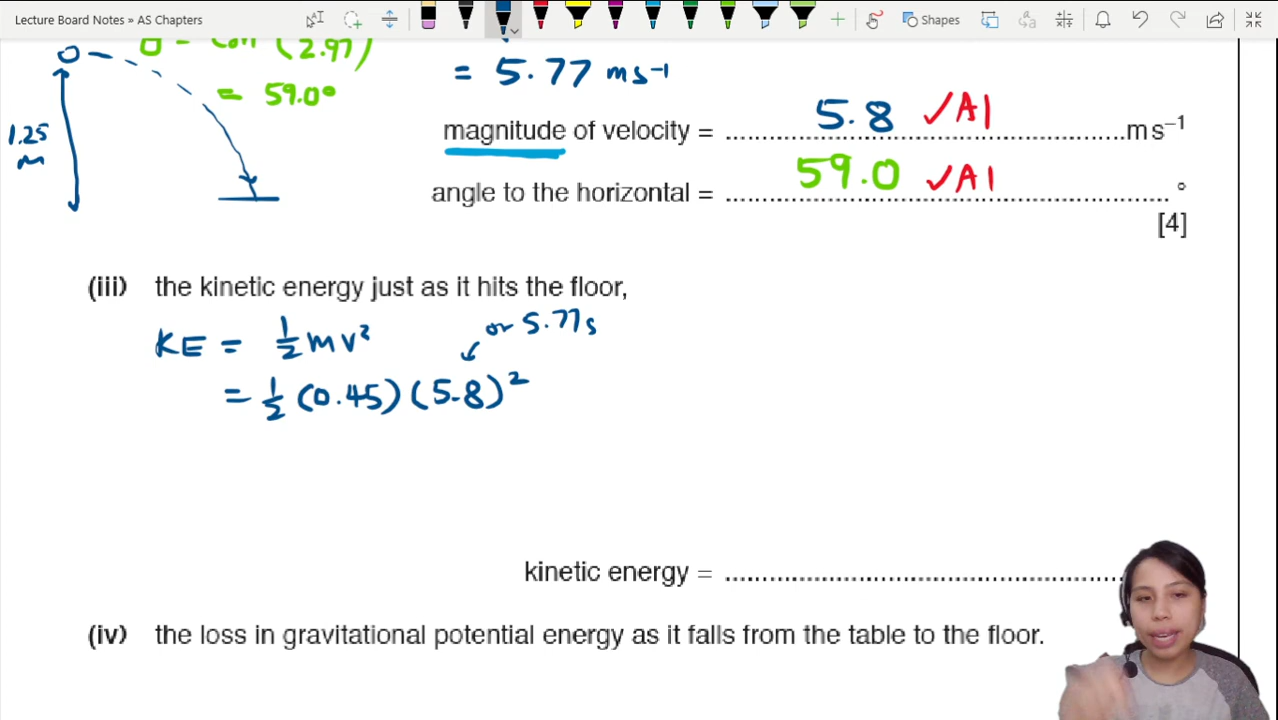 Lecture Board Notes » AS Chapters
Shapes
(2.97)
= 59.0°
= 5.77 ms⁻¹
1.25 m
magnitude of velocity = 5.8 ✓A1 ms⁻¹
angle to the horizontal = 59.0 ✓A1 °
[4]
(iii) the kinetic energy just as it hits the floor,
KE = ½mv²
or 5.77s
= ½ (0.45)(5.8)²
kinetic energy =
(iv) the loss in gravitational potential energy as it falls from the table to the floor.